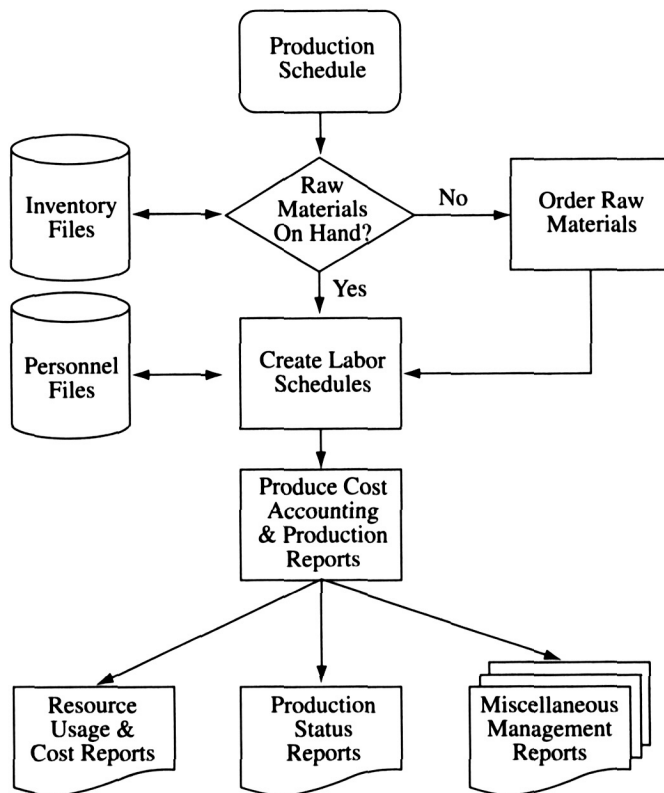 Production
Schedule
Inventory
Files
Raw
Materials
On Hand?
No
Order Raw
Materials
Yes
Personnel
Files
Create Labor
Schedules
Produce Cost
Accounting
& Production
Reports
Resource
Usage &
Cost Reports
Production
Status
Reports
Miscellaneous
Management
Reports